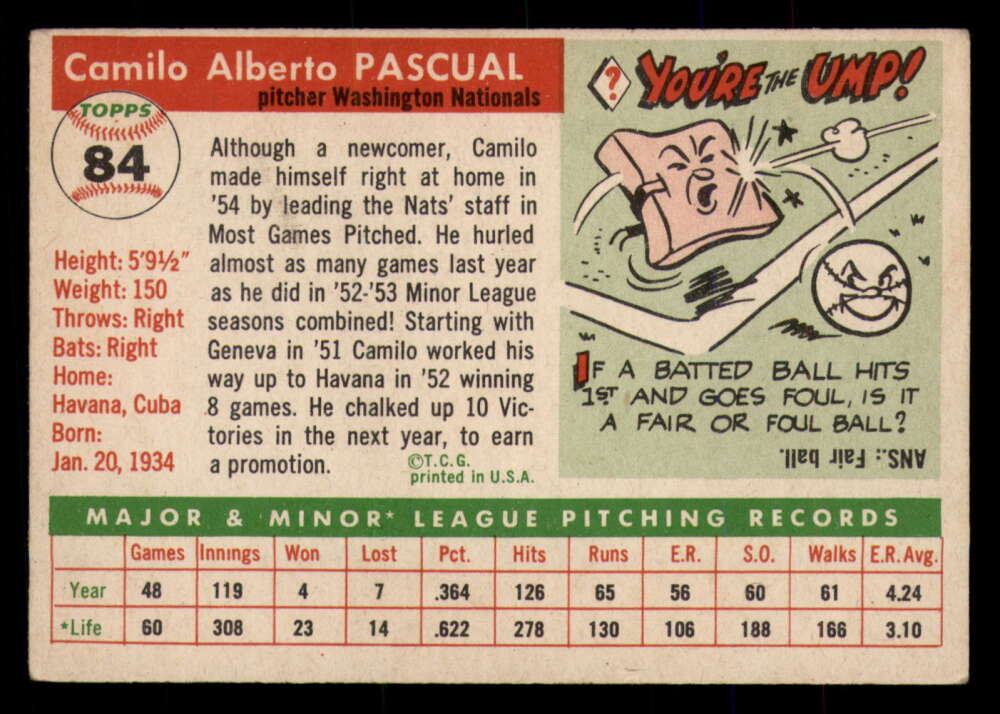 Camilo Alberto PASCUAL
pitcher Washington Nationals
TOPPS
84
Height: 5'9½"
Weight: 150
Throws: Right
Bats: Right
Home:
Havana, Cuba
Born:
Jan. 20, 1934
Although a newcomer, Camilo
made himself right at home in
'54 by leading the Nats' staff in
Most Games Pitched. He hurled
almost as many games last year
as he did in '52-'53 Minor League
seasons combined! Starting with
Geneva in '51 Camilo worked his
way up to Havana in '52 winning
8 games. He chalked up 10 Vic-
tories in the next year, to earn
a promotion.
©T.C.G.
printed in U.S.A.
? YOU'RE THE UMP!
IF A BATTED BALL HITS
1ST AND GOES FOUL, IS IT
A FAIR OR FOUL BALL?
ANS.: Fair ball.
MAJOR & MINOR* LEAGUE PITCHING RECORDS
Games Innings Won Lost Pct. Hits Runs E.R. S.O. Walks E.R. Avg.
Year 48 119 4 7 .364 126 65 56 60 61 4.24
*Life 60 308 23 14 .622 278 130 106 188 166 3.10